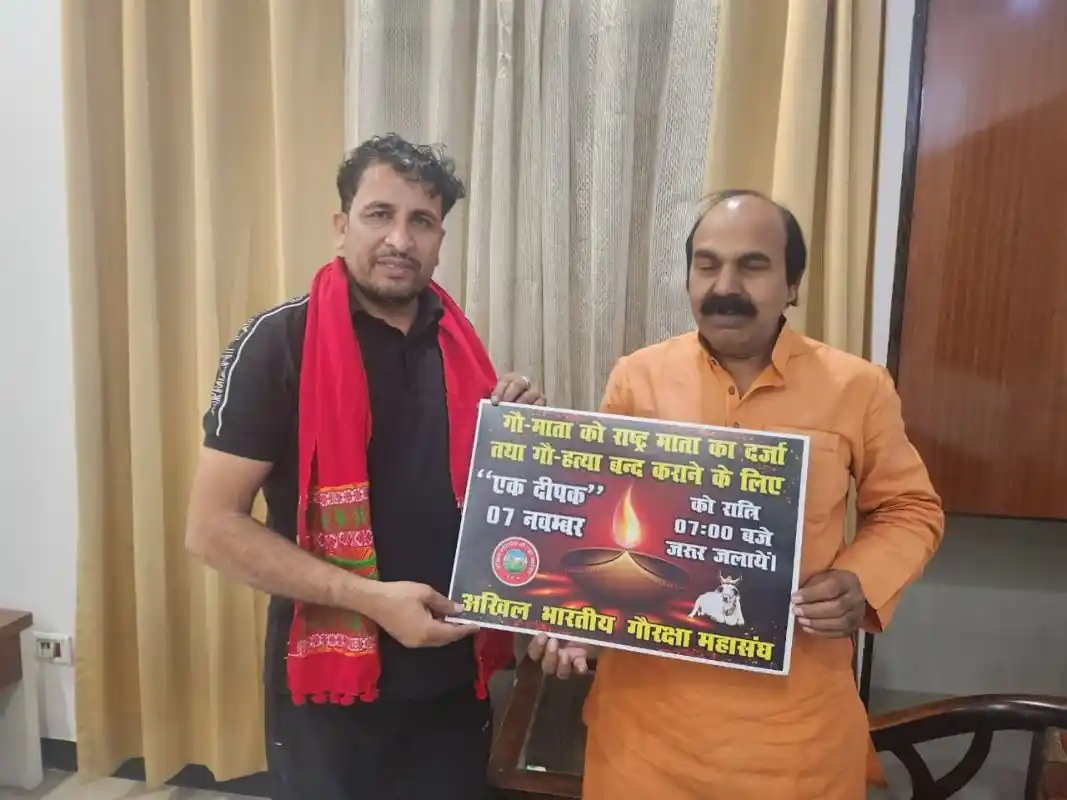 गौ-माता को राष्ट्र माता का दर्जा
तथा गौ-हत्या बन्द कराने के लिए
“एक दीपक”
07 नवम्बर
को रात्रि
07:00 बजे
जरूर जलायें।
अखिल भारतीय गौरक्षा महासंघ